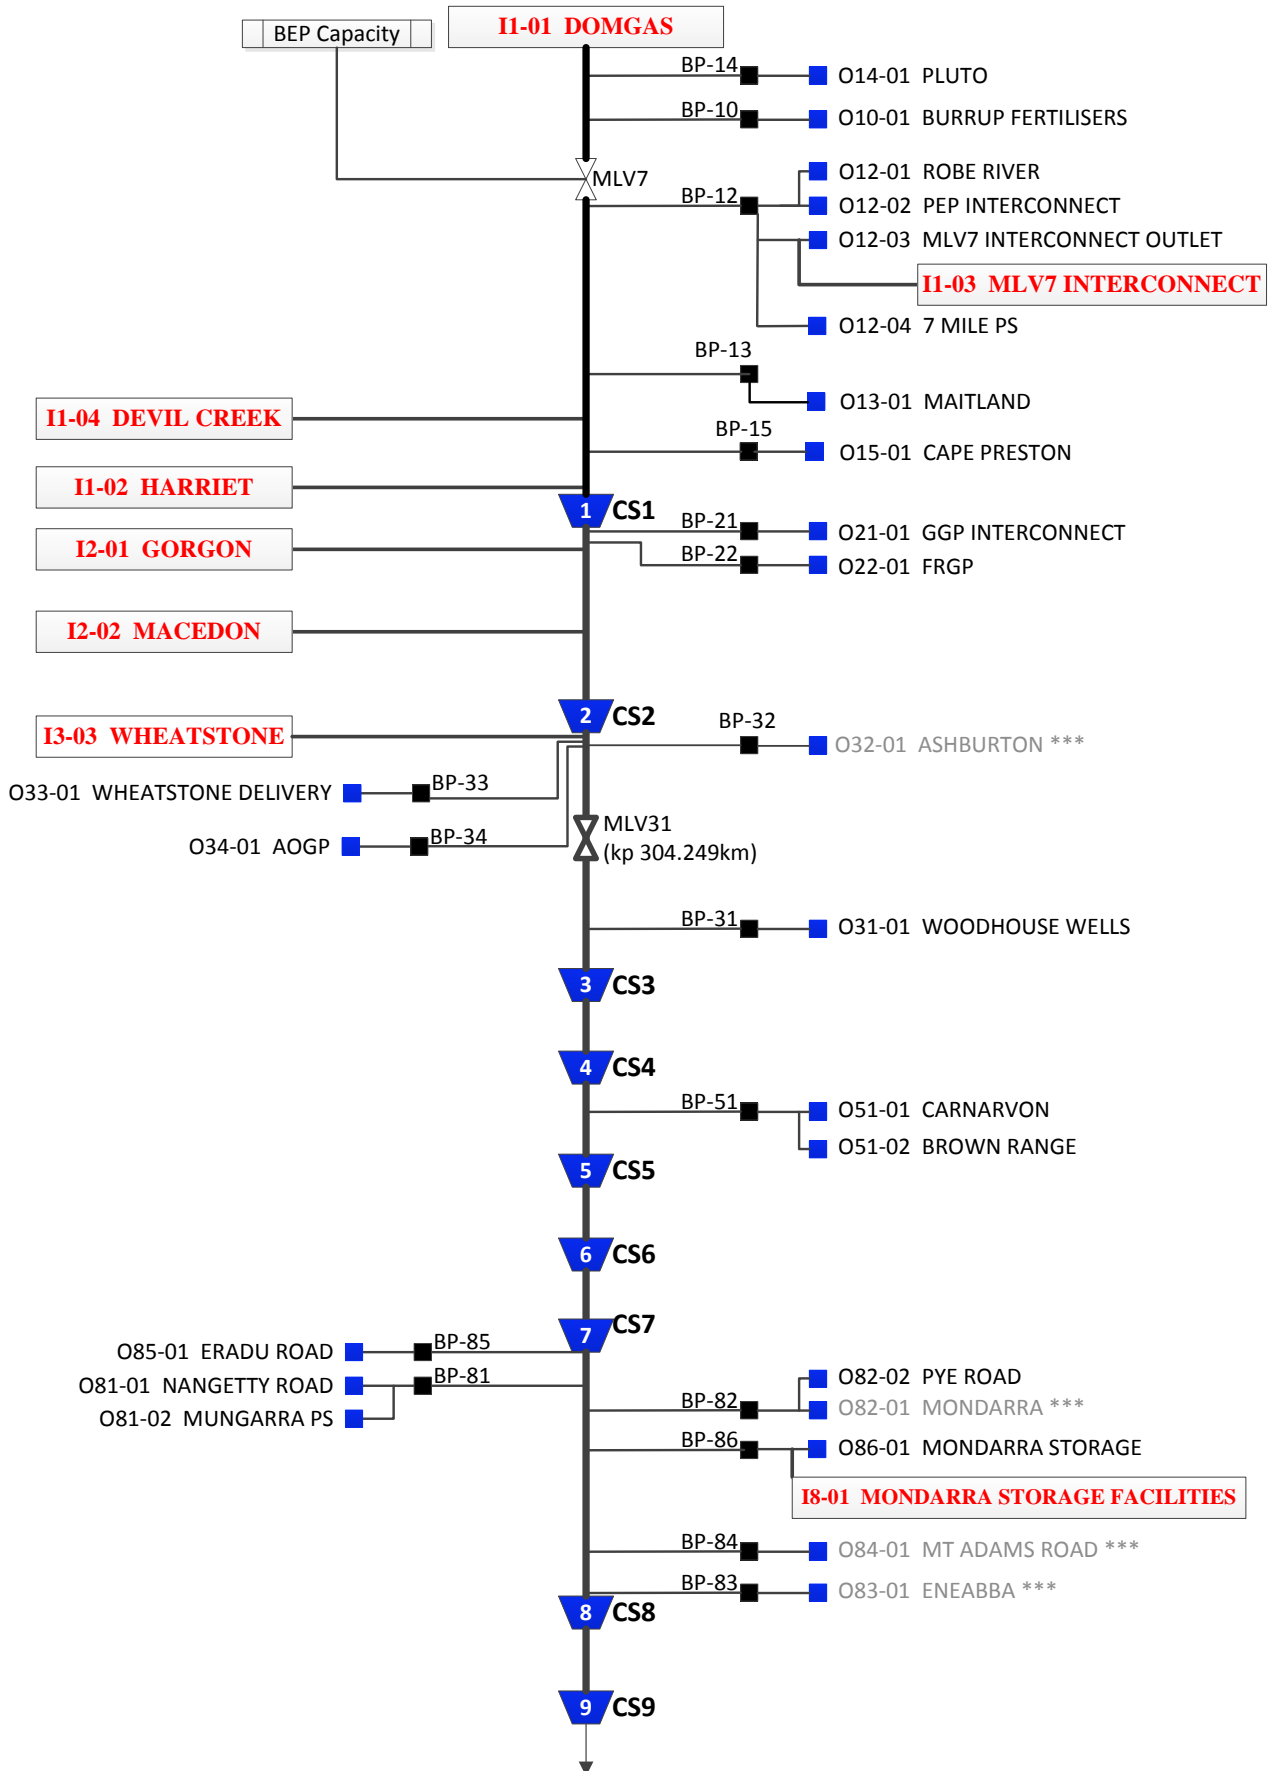 I1-01 DOMGAS
BEP Capacity
BP-14
O14-01 PLUTO
BP-10
O10-01 BURRUP FERTILISERS
MLV7
BP-12
O12-01 ROBE RIVER
O12-02 PEP INTERCONNECT
O12-03 MLV7 INTERCONNECT OUTLET
I1-03 MLV7 INTERCONNECT
O12-04 7 MILE PS
BP-13
O13-01 MAITLAND
I1-04 DEVIL CREEK
BP-15
O15-01 CAPE PRESTON
I1-02 HARRIET
1 CS1
BP-21
O21-01 GGP INTERCONNECT
I2-01 GORGON
BP-22
O22-01 FRGP
I2-02 MACEDON
2 CS2
I3-03 WHEATSTONE
BP-32
O32-01 ASHBURTON ***
O33-01 WHEATSTONE DELIVERY
BP-33
O34-01 AOGP
BP-34
MLV31
(kp 304.249km)
BP-31
O31-01 WOODHOUSE WELLS
3 CS3
4 CS4
BP-51
O51-01 CARNARVON
O51-02 BROWN RANGE
5 CS5
6 CS6
7 CS7
O85-01 ERADU ROAD
BP-85
O81-01 NANGETTY ROAD
BP-81
O81-02 MUNGARRA PS
O82-02 PYE ROAD
BP-82
O82-01 MONDARRA ***
BP-86
O86-01 MONDARRA STORAGE
I8-01 MONDARRA STORAGE FACILITIES
BP-84
O84-01 MT ADAMS ROAD ***
BP-83
O83-01 ENEABBA ***
8 CS8
9 CS9